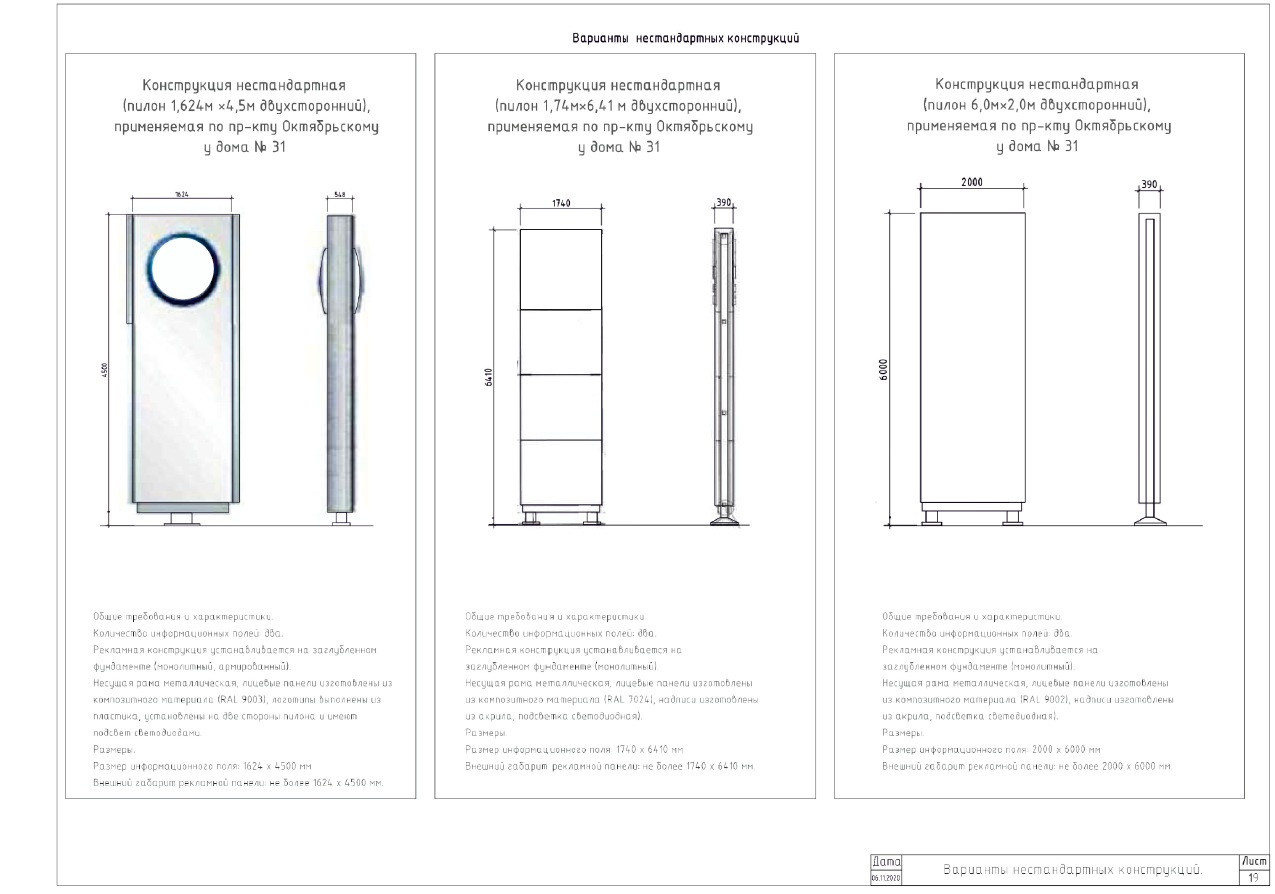 Варианты нестандартных конструкций
Конструкция нестандартная
(пилон 1,624м ×4,5м двухсторонний),
применяемая по пр-кту Октябрьскому
у дома № 31
1624
548
4500
Общие требования и характеристики.
Количество информационных полей: два.
Рекламная конструкция устанавливается на заглубленном
фундаменте (монолитный, армированный).
Несущая рама металлическая, лицевые панели изготовлены из
композитного материала (RAL 9003), логотипы выполнены из
пластика, установлены на две стороны пилона и имеют
подсвет светодиодами.
Размеры.
Размер информационного поля: 1624 х 4500 мм
Внешний габарит рекламной панели: не более 1624 х 4500 мм.
Конструкция нестандартная
(пилон 1,74м×6,41 м двухсторонний),
применяемая по пр-кту Октябрьскому
у дома № 31
1740
390
6410
Общие требования и характеристики.
Количество информационных полей: два.
Рекламная конструкция устанавливается на
заглубленном фундаменте (монолитный)
Несущая рама металлическая, лицевые панели изготовлены
из композитного материала (RAL 7024), надписи изготовлены
из акрила, подсветка светодиодная).
Размеры.
Размер информационного поля: 1740 х 6410 мм
Внешний габарит рекламной панели: не более 1740 х 6410 мм
Конструкция нестандартная
(пилон 6,0м×2,0м двухсторонний),
применяемая по пр-кту Октябрьскому
у дома № 31
2000
390
6000
Общие требования и характеристики.
Количество информационных полей: два.
Рекламная конструкция устанавливается на
заглубленном фундаменте (монолитный).
Несущая рама металлическая, лицевые панели изготовлены
из композитного материала (RAL 9002), надписи изготовлены
из акрила, подсветка светодиодная).
Размеры.
Размер информационного поля: 2000 х 6000 мм
Внешний габарит рекламной панели: не более 2000 х 6000 мм.
Дата
06.11.2020
Варианты нестандартных конструкций.
Лист
19